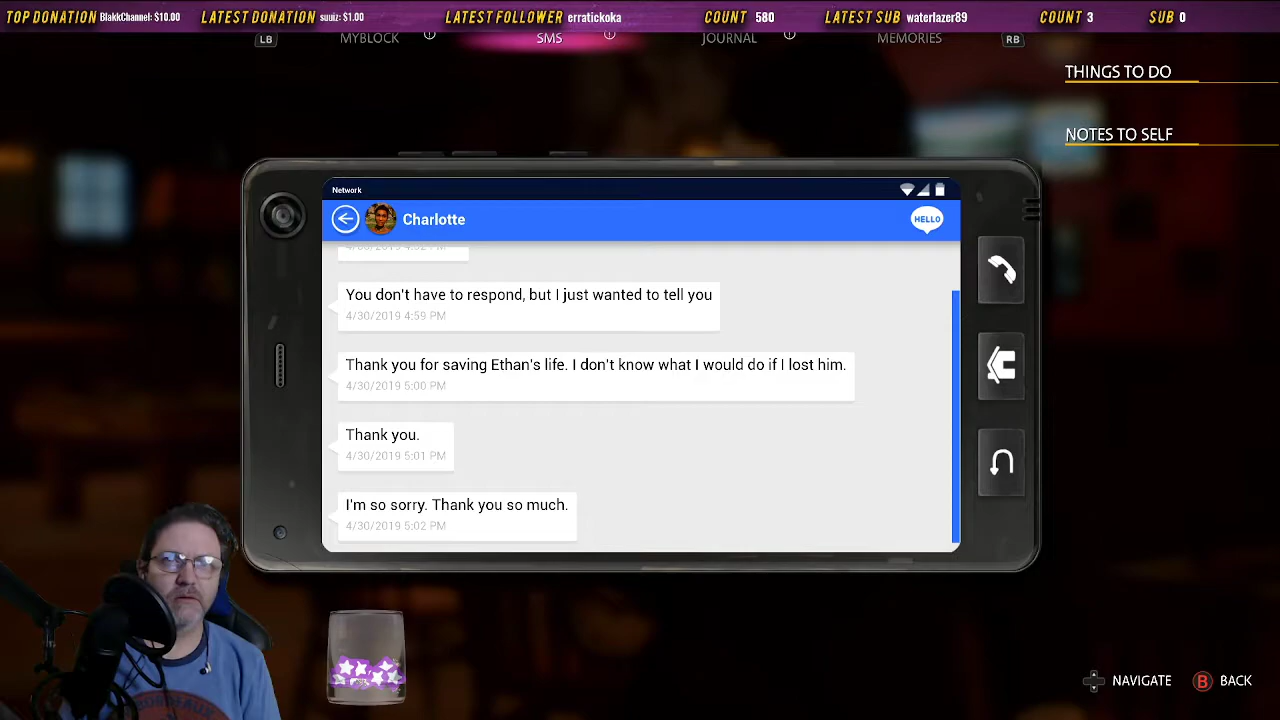 TOP DONATION BlakkChannel: $10.00 LATEST DONATION suuiz: $1.00 LATEST FOLLOWER erratickoka COUNT 580 LATEST SUB waterlazer89 COUNT 3 SUB 0
LB MYBLOCK SMS JOURNAL MEMORIES RB
THINGS TO DO
NOTES TO SELF
Network
Charlotte
HELLO
You don't have to respond, but I just wanted to tell you
4/30/2019 4:59 PM
Thank you for saving Ethan's life. I don't know what I would do if I lost him.
4/30/2019 5:00 PM
Thank you.
4/30/2019 5:01 PM
I'm so sorry. Thank you so much.
4/30/2019 5:02 PM
NAVIGATE B BACK